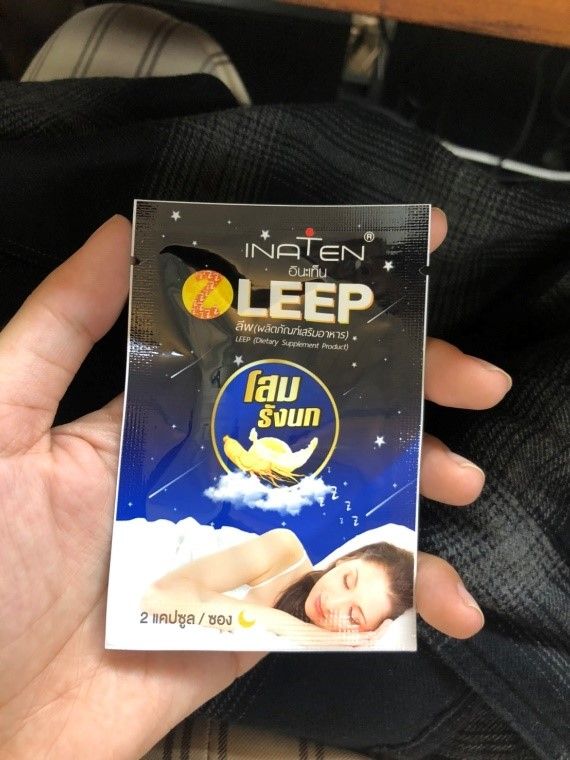 INATEN®
อินะเท็น
Z LEEP
ลีพ(ผลิตภัณฑ์เสริมอาหาร)
LEEP (Dietary Supplement Product)
โสม
รังนก
z z z z z
2 แคปซูล / ซอง